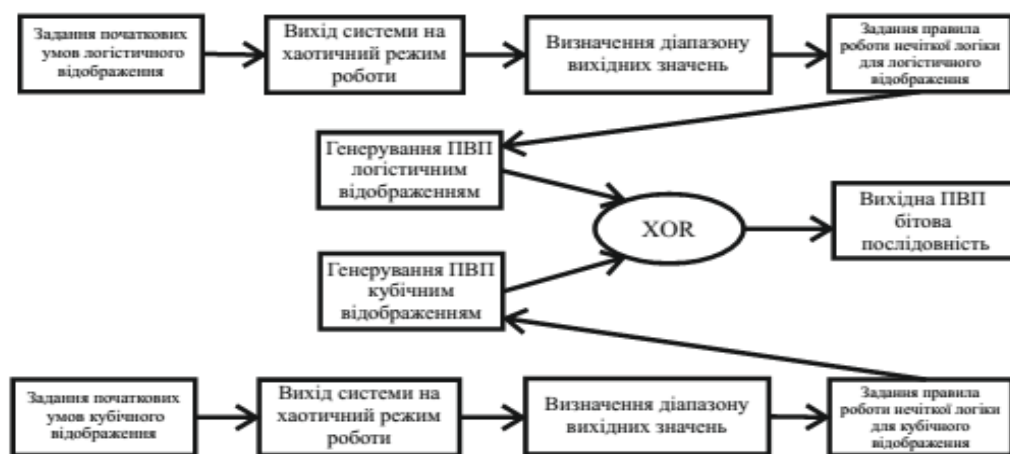 Задання початкових
умов логістичного
відображення
Вихід системи на
хаотичний режим
роботи
Визначення діапазону
вихідних значень
Задання правила
роботи нечіткої логіки
для логістичного
відображення
Генерування ПВП
логістичним
відображенням
XOR
Вихідна ПВП
бітова
послідовність
Генерування ПВП
кубічним
відображенням
Задання початкових
умов кубічного
відображення
Вихід системи на
хаотичний режим
роботи
Визначення діапазону
вихідних значень
Задання правила
роботи нечіткої логіки
для кубічного
відображення